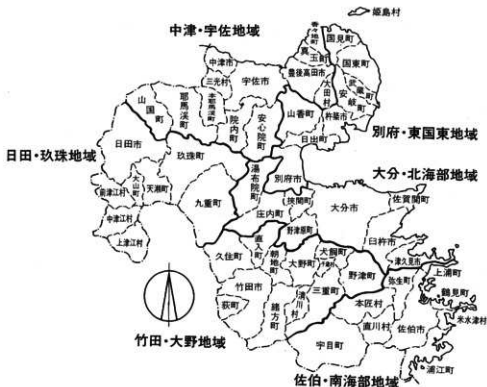 姫島村
香々地町
国見町
中津・宇佐地域
真玉町
国東町
中津市
豊後高田市
武蔵町
三光村
宇佐市
大田村
安岐町
本耶馬渓町
耶馬渓町
山国町
院内町
安心院町
山香町
杵築市
日出町
別府・東国東地域
日田市
玖珠町
日田・玖珠地域
湯布院町
別府市
大分・北海部地域
大山町
天瀬町
前津江村
九重町
挾間町
大分市
佐賀関町
庄内町
中津江村
野津原町
臼杵市
上津江村
久住町
直入町
朝地町
大野町
犬飼町
千歳村
野津町
津久見市
上浦町
弥生町
竹田市
清川村
三重町
鶴見町
荻町
緒方町
本匠村
米水津村
直川村
佐伯市
竹田・大野地域
宇目町
蒲江町
佐伯・南海部地域